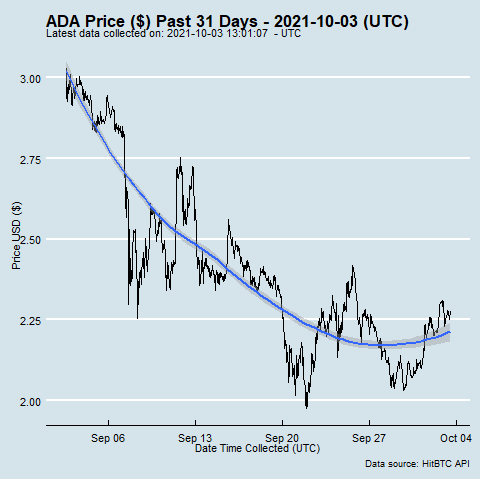 ADA Price ($) Past 31 Days - 2021-10-03 (UTC)
Latest data collected on: 2021-10-03 13:01:07  - UTC
Price USD ($)
3.00
2.75
2.50
2.25
2.00
Sep 06
Sep 13
Sep 20
Sep 27
Oct 04
Date Time Collected (UTC)
Data source: HitBTC API